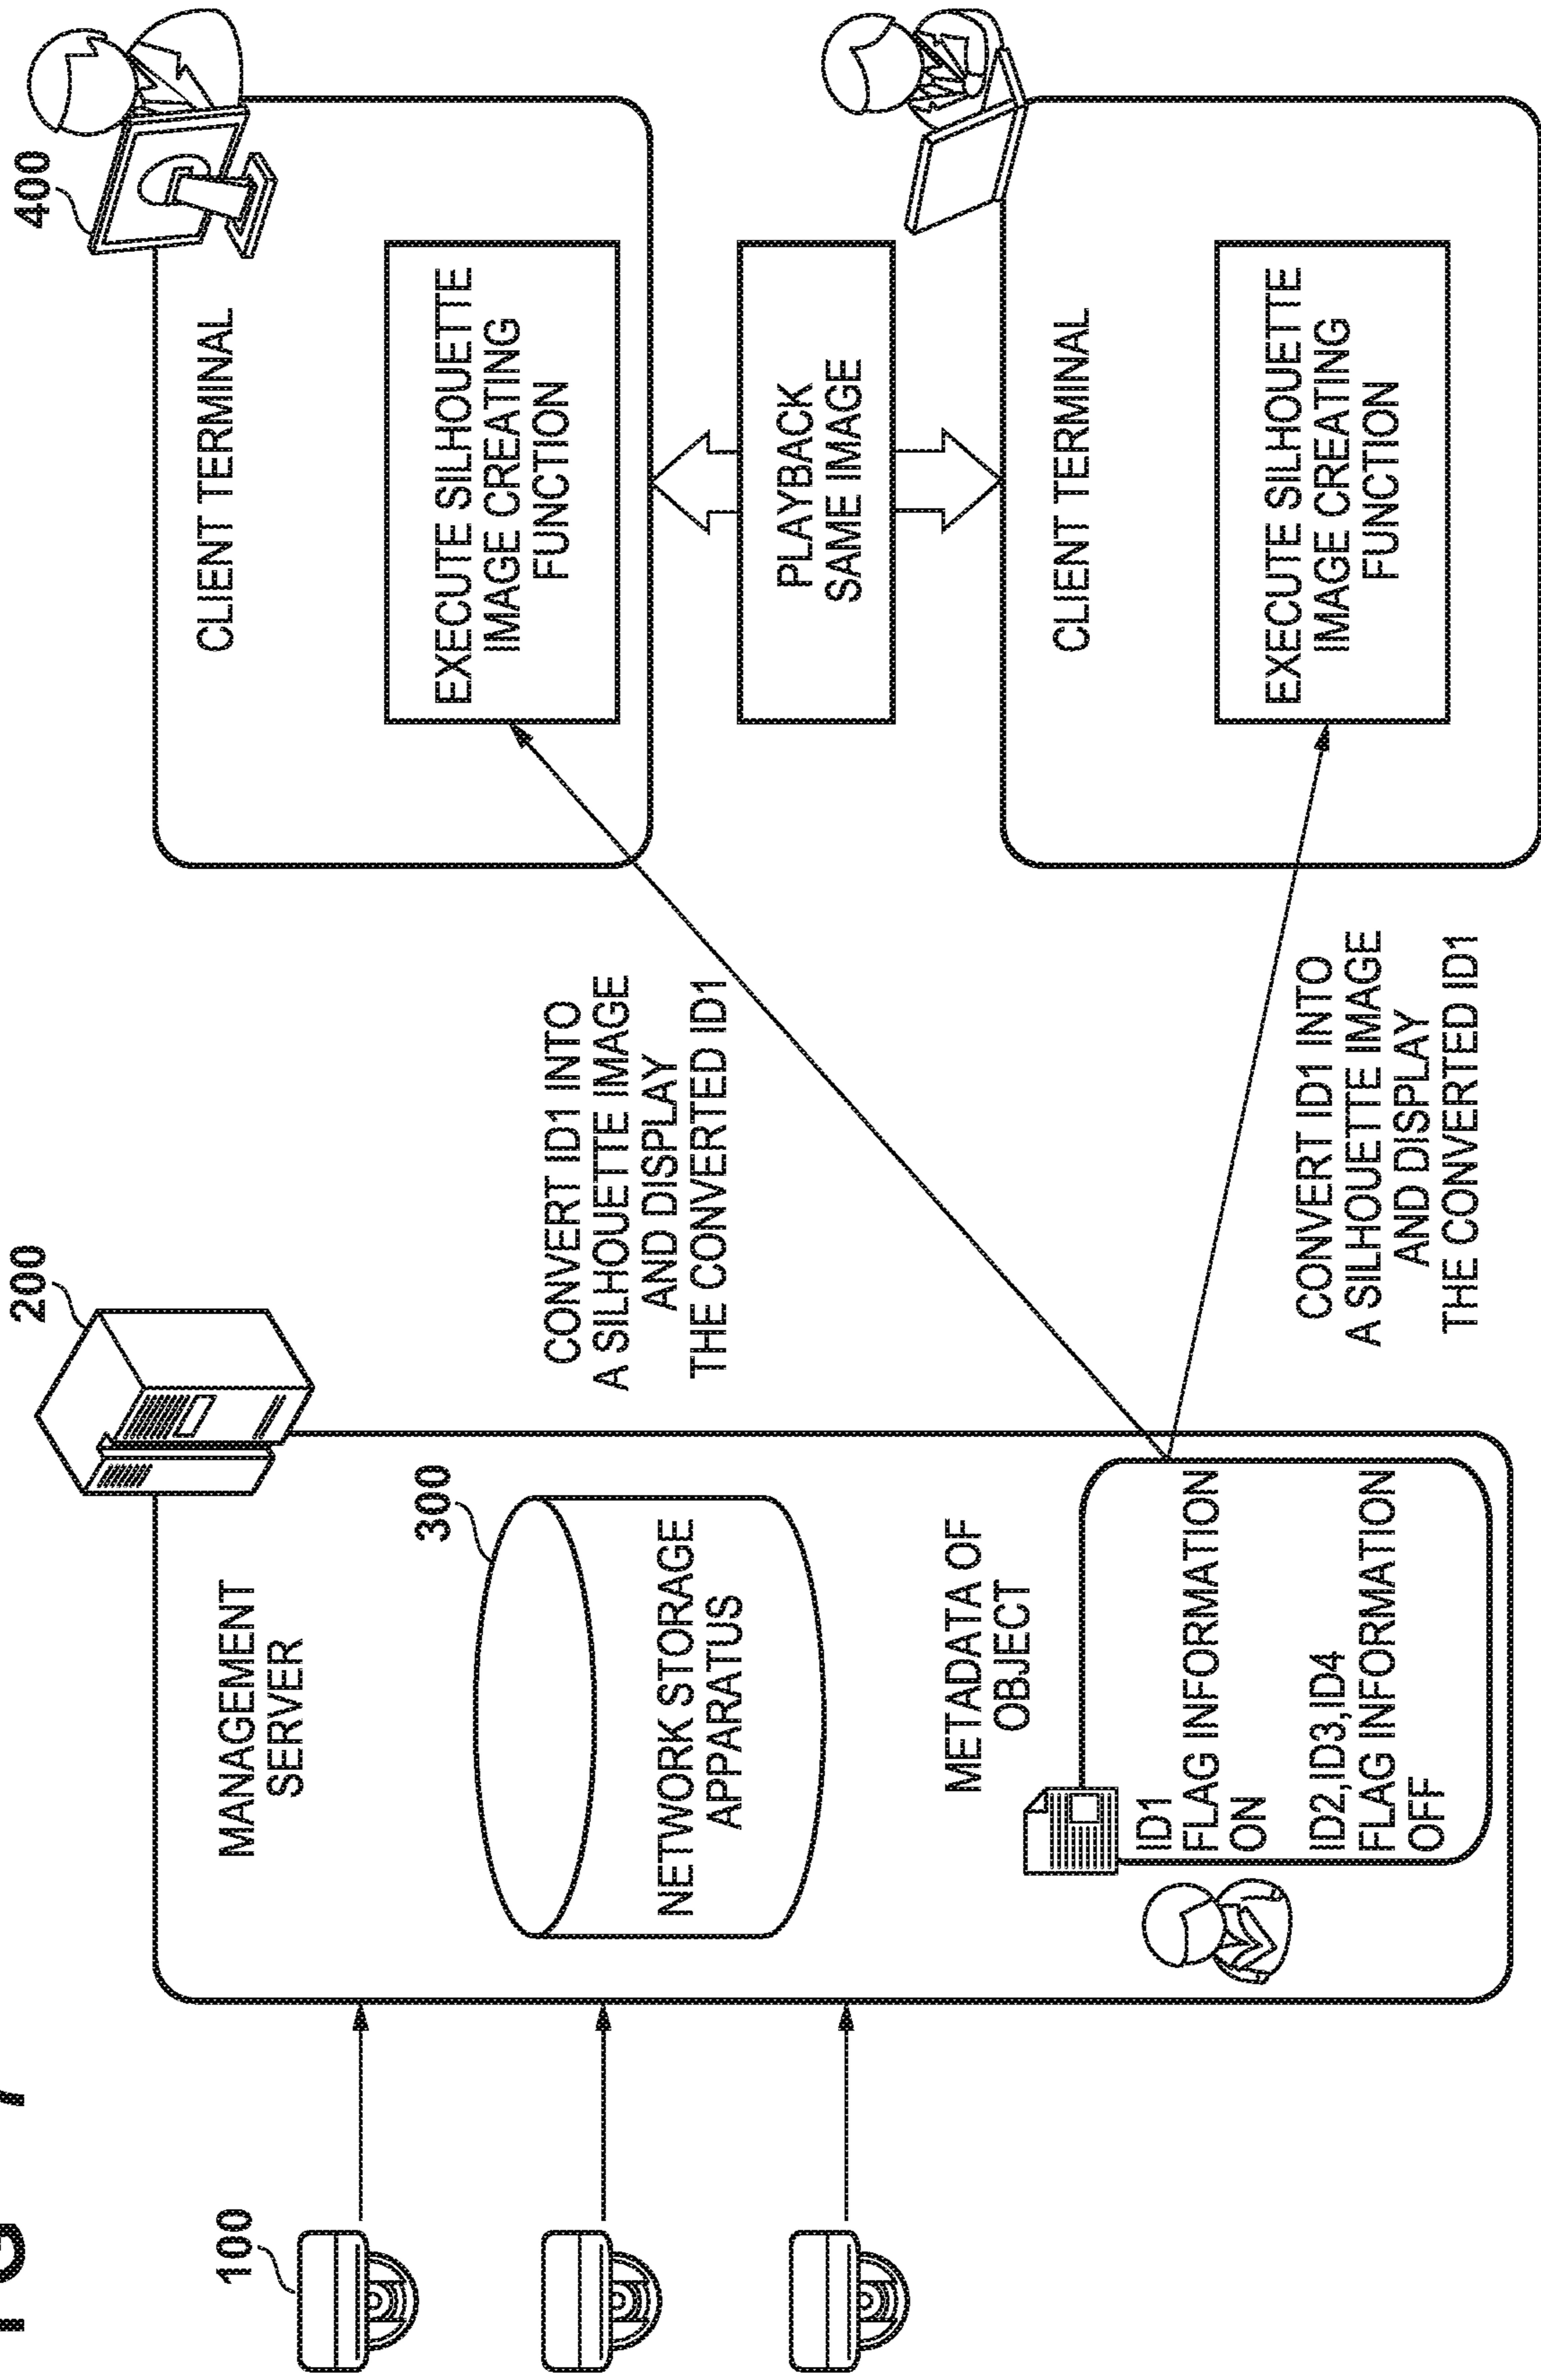 100
200
MANAGEMENT
SERVER
300
NETWORK STORAGE
APPARATUS
METADATA OF
OBJECT
ID1
FLAG INFORMATION
ON
ID2,ID3,ID4
FLAG INFORMATION
OFF
CONVERT ID1 INTO
A SILHOUETTE IMAGE
AND DISPLAY
THE CONVERTED ID1
CONVERT ID1 INTO
A SILHOUETTE IMAGE
AND DISPLAY
THE CONVERTED ID1
400
CLIENT TERMINAL
EXECUTE SILHOUETTE
IMAGE CREATING
FUNCTION
PLAYBACK
SAME IMAGE
CLIENT TERMINAL
EXECUTE SILHOUETTE
IMAGE CREATING
FUNCTION